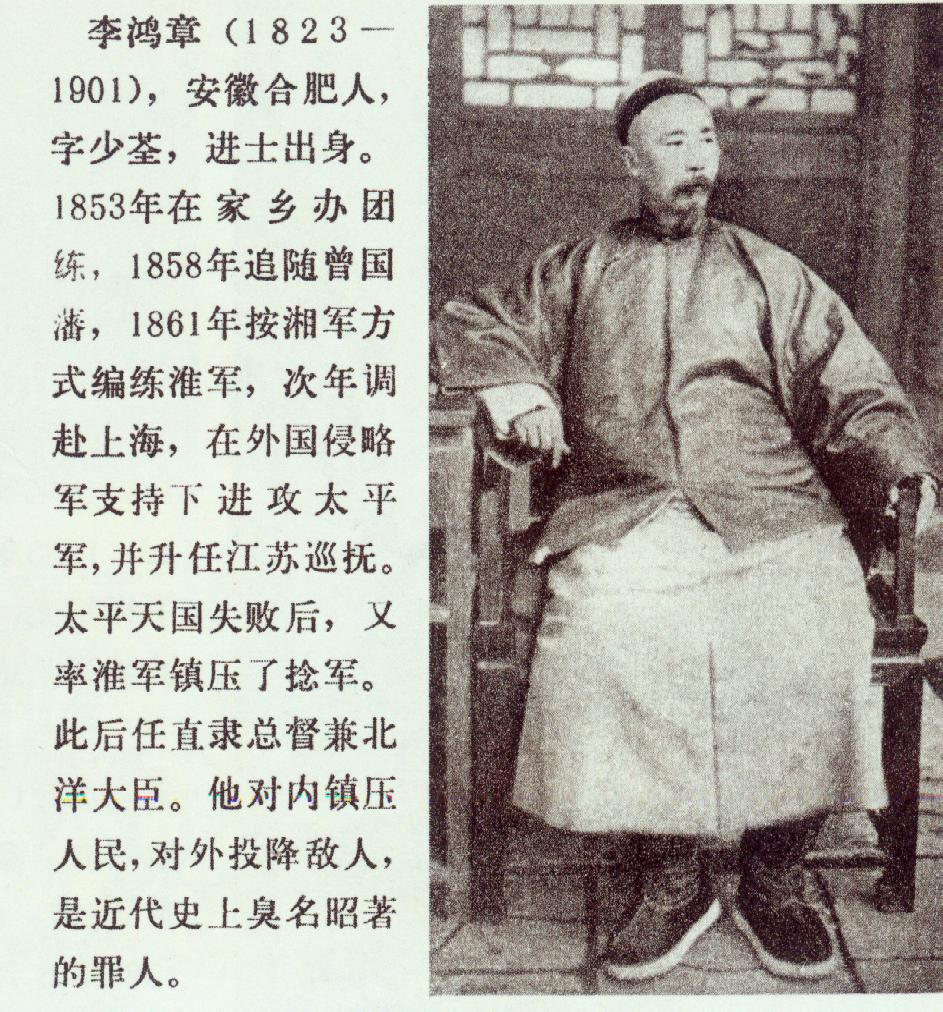 李鸿章（1823—
1901），安徽合肥人，
字少荃，进士出身。
1853年在家乡办团
练，1858年追随曾国
藩，1861年按湘军方
式编练淮军，次年调
赴上海，在外国侵略
军支持下进攻太平
军，并升任江苏巡抚。
太平天国失败后，又
率淮军镇压了捻军。
此后任直隶总督兼北
洋大臣。他对内镇压
人民，对外投降敌人，
是近代史上臭名昭著
的罪人。